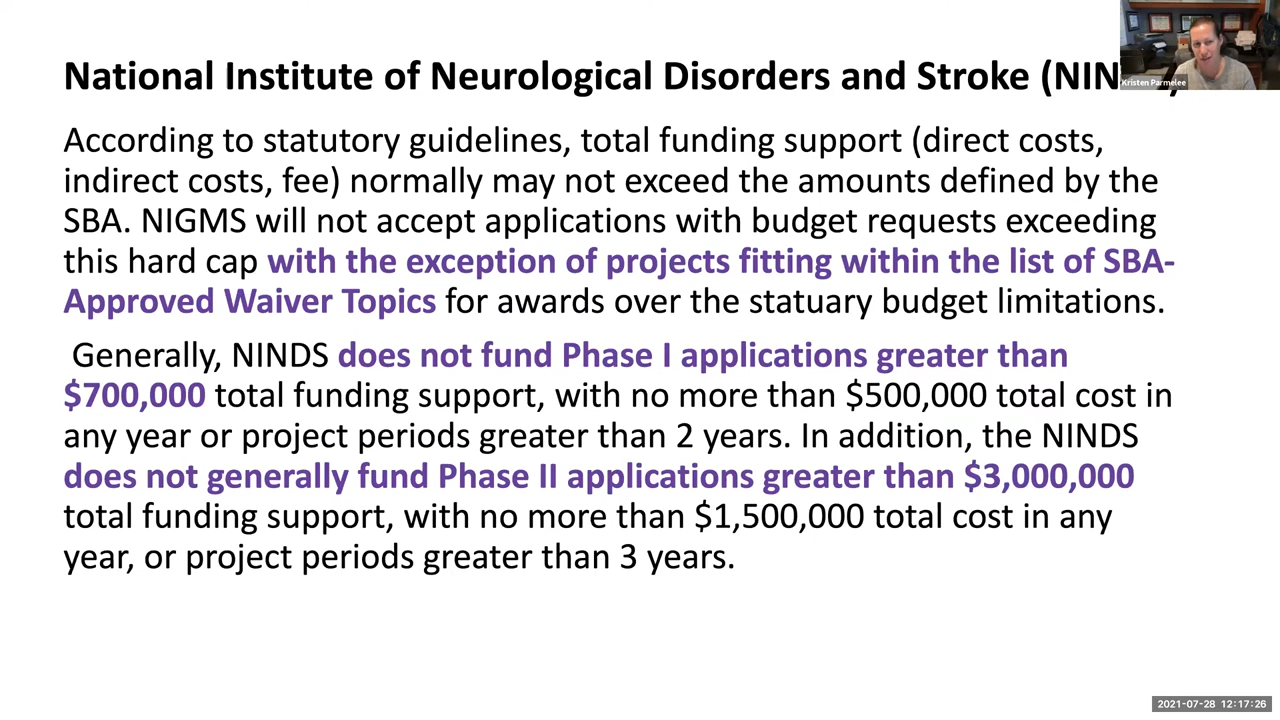 National Institute of Neurological Disorders and Stroke (NIN
Kristen Parmelee
According to statutory guidelines, total funding support (direct costs,
indirect costs, fee) normally may not exceed the amounts defined by the
SBA. NIGMS will not accept applications with budget requests exceeding
this hard cap with the exception of projects fitting within the list of SBA-
Approved Waiver Topics for awards over the statuary budget limitations.
Generally, NINDS does not fund Phase I applications greater than
$700,000 total funding support, with no more than $500,000 total cost in
any year or project periods greater than 2 years. In addition, the NINDS
does not generally fund Phase II applications greater than $3,000,000
total funding support, with no more than $1,500,000 total cost in any
year, or project periods greater than 3 years.
2021-07-28 12:17:26